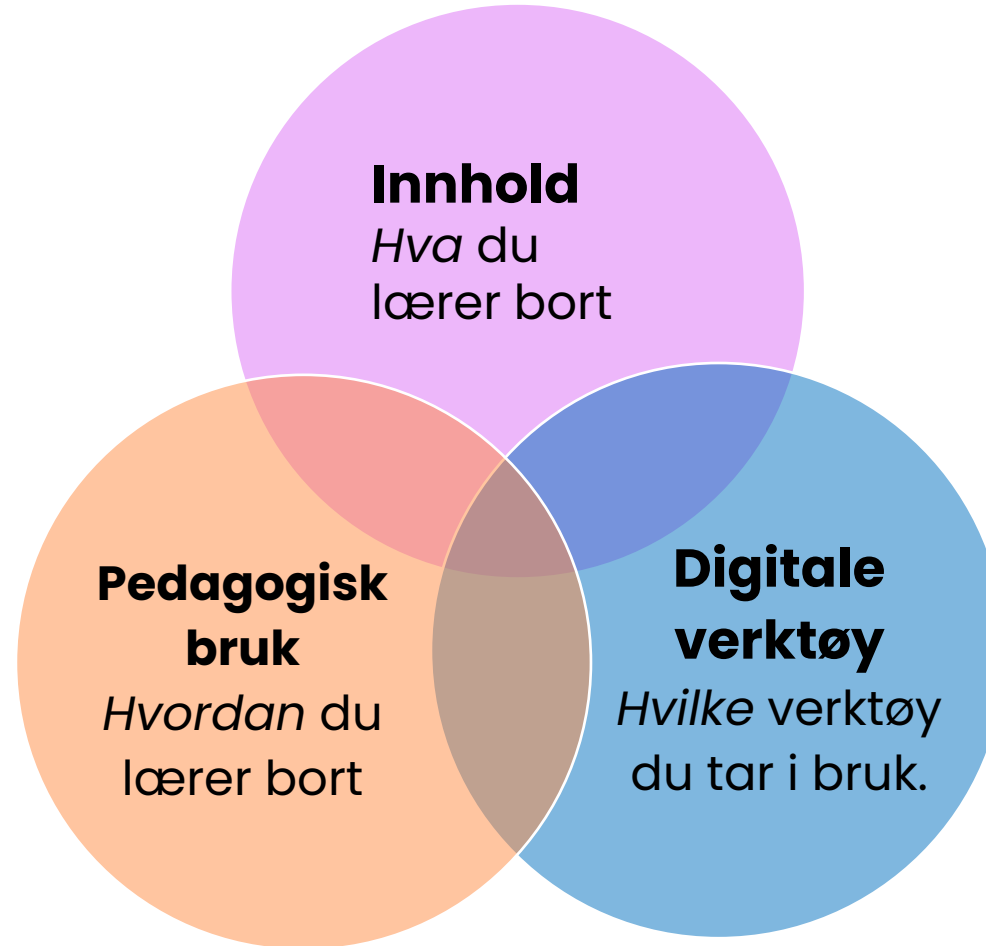 Innhold
Hva du
lærer bort
Pedagogisk
bruk
Hvordan du
lærer bort
Digitale
verktøy
Hvilke verktøy
du tar i bruk.